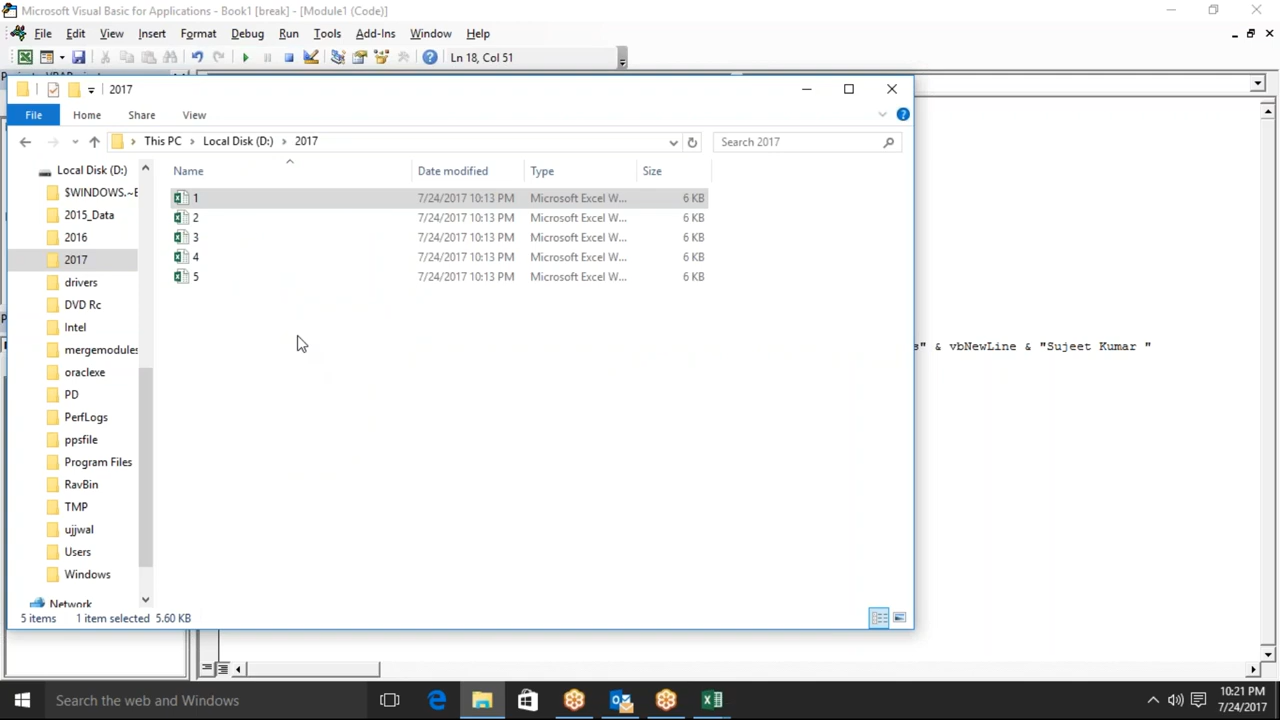 Microsoft Visual Basic for Applications - Book1 [break] - [Module1 (Code)]
File Edit View Insert Format Debug Run Tools Add-Ins Window Help
Ln 18, Col 51
2017
File Home Share View
This PC Local Disk (D:) 2017
Search 2017
Local Disk (D:)
Name Date modified Type Size
$WINDOWS.~E
1 7/24/2017 10:13 PM Microsoft Excel W... 6 KB
2015_Data
2 7/24/2017 10:13 PM Microsoft Excel W... 6 KB
2016
3 7/24/2017 10:13 PM Microsoft Excel W... 6 KB
2017
4 7/24/2017 10:13 PM Microsoft Excel W... 6 KB
drivers
5 7/24/2017 10:13 PM Microsoft Excel W... 6 KB
DVD Rc
Intel
mergemodules
s" & vbNewLine & "Sujeet Kumar "
oraclexe
PD
PerfLogs
ppsfile
Program Files
RavBin
TMP
ujjwal
Users
Windows
Network
5 items 1 item selected 5.60 KB
Search the web and Windows
10:21 PM
7/24/2017